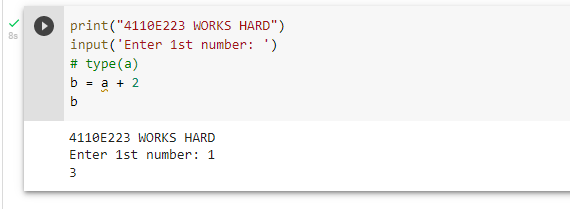 8s
print("4110E223 WORKS HARD")
input('Enter 1st number: ')
# type(a)
b = a + 2
b
4110E223 WORKS HARD
Enter 1st number: 1
3